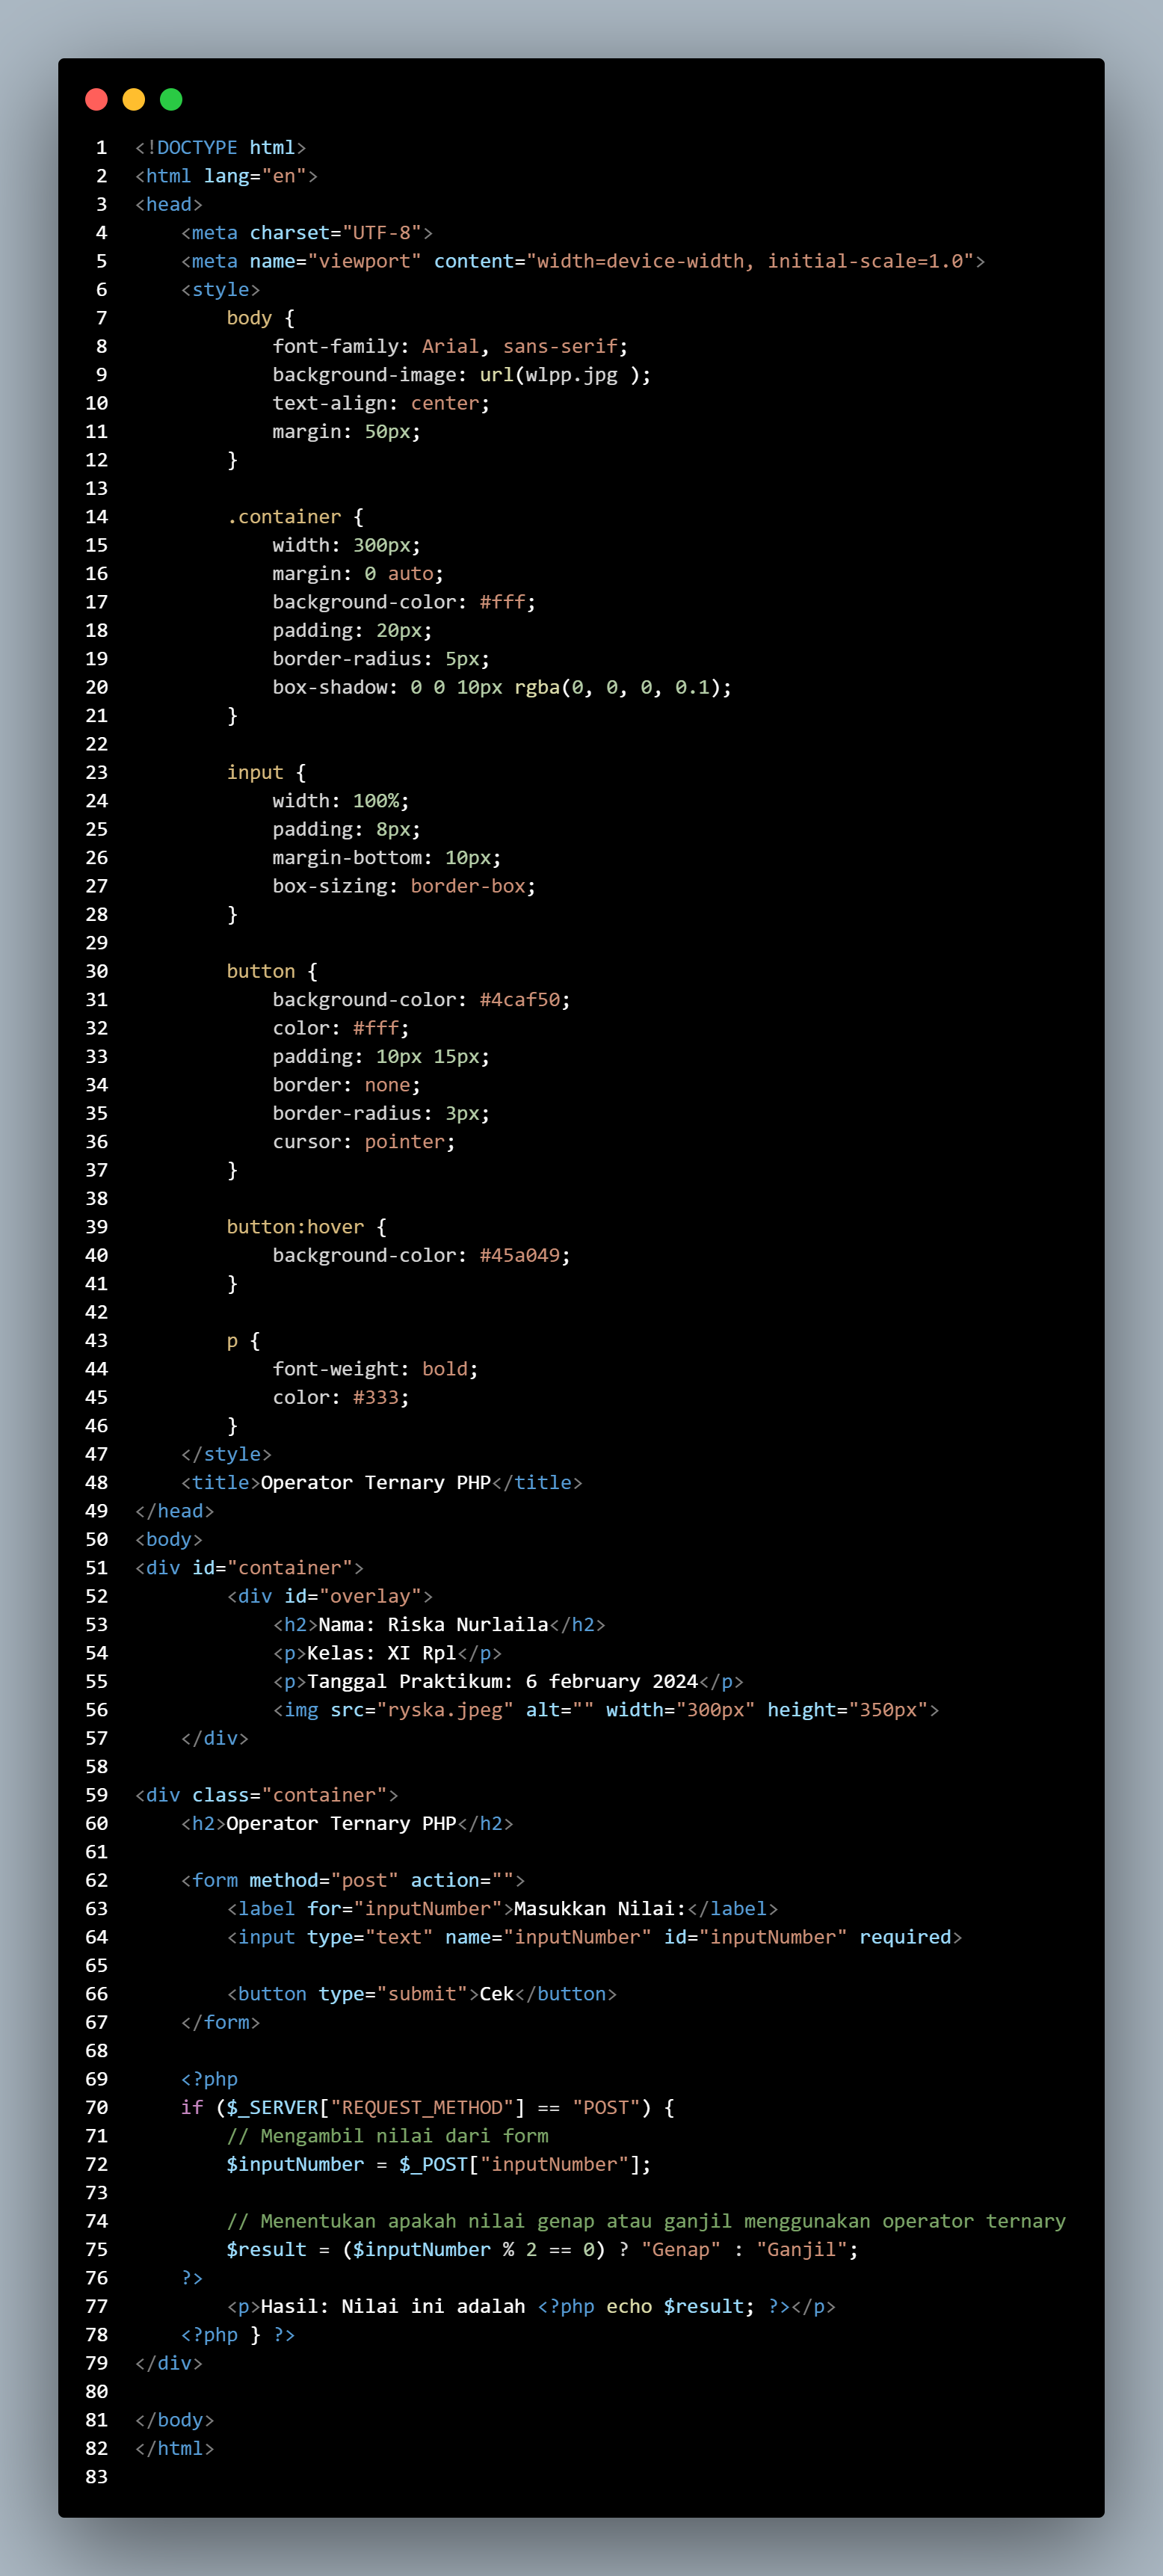 1 <!DOCTYPE html>
2 <html lang="en">
3 <head>
4     <meta charset="UTF-8">
5     <meta name="viewport" content="width=device-width, initial-scale=1.0">
6     <style>
7         body {
8             font-family: Arial, sans-serif;
9             background-image: url(wlpp.jpg );
10             text-align: center;
11             margin: 50px;
12         }
13
14         .container {
15             width: 300px;
16             margin: 0 auto;
17             background-color: #fff;
18             padding: 20px;
19             border-radius: 5px;
20             box-shadow: 0 0 10px rgba(0, 0, 0, 0.1);
21         }
22
23         input {
24             width: 100%;
25             padding: 8px;
26             margin-bottom: 10px;
27             box-sizing: border-box;
28         }
29
30         button {
31             background-color: #4caf50;
32             color: #fff;
33             padding: 10px 15px;
34             border: none;
35             border-radius: 3px;
36             cursor: pointer;
37         }
38
39         button:hover {
40             background-color: #45a049;
41         }
42
43         p {
44             font-weight: bold;
45             color: #333;
46         }
47     </style>
48     <title>Operator Ternary PHP</title>
49 </head>
50 <body>
51 <div id="container">
52         <div id="overlay">
53             <h2>Nama: Riska Nurlaila</h2>
54             <p>Kelas: XI Rpl</p>
55             <p>Tanggal Praktikum: 6 february 2024</p>
56             <img src="ryska.jpeg" alt="" width="300px" height="350px">
57     </div>
58
59 <div class="container">
60     <h2>Operator Ternary PHP</h2>
61
62     <form method="post" action="">
63         <label for="inputNumber">Masukkan Nilai:</label>
64         <input type="text" name="inputNumber" id="inputNumber" required>
65
66         <button type="submit">Cek</button>
67     </form>
68
69     <?php
70     if ($_SERVER["REQUEST_METHOD"] == "POST") {
71         // Mengambil nilai dari form
72         $inputNumber = $_POST["inputNumber"];
73
74         // Menentukan apakah nilai genap atau ganjil menggunakan operator ternary
75         $result = ($inputNumber % 2 == 0) ? "Genap" : "Ganjil";
76     ?>
77         <p>Hasil: Nilai ini adalah <?php echo $result; ?></p>
78     <?php } ?>
79 </div>
80
81 </body>
82 </html>
83